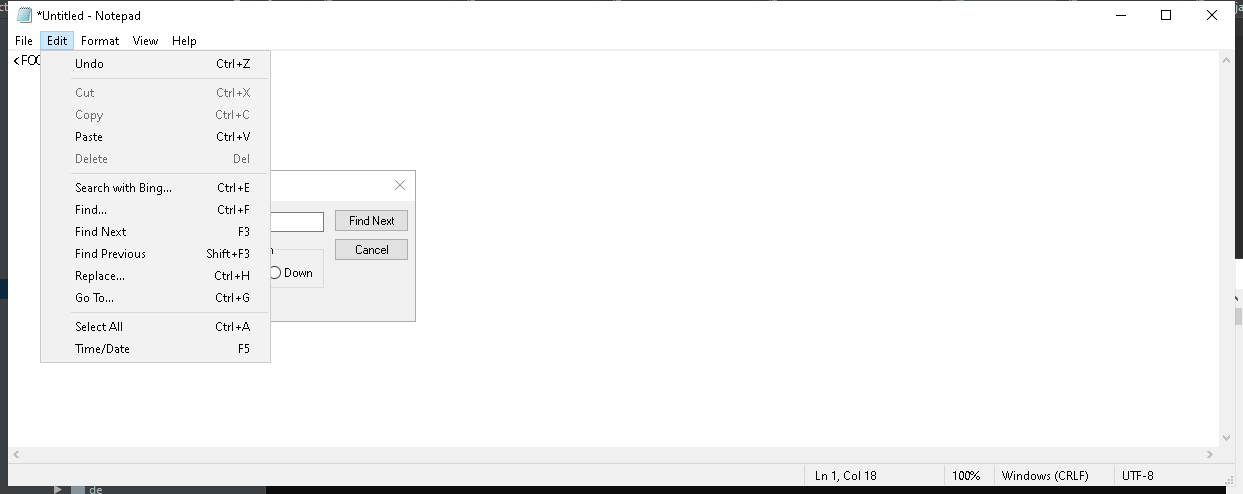 *Untitled - Notepad
File Edit Format View Help
Undo Ctrl+Z
Cut Ctrl+X
Copy Ctrl+C
Paste Ctrl+V
Delete Del
Search with Bing... Ctrl+E
Find... Ctrl+F
Find Next F3
Find Previous Shift+F3
Replace... Ctrl+H
Go To... Ctrl+G
Select All Ctrl+A
Time/Date F5
Find Next
Cancel
Down
Ln 1, Col 18 100% Windows (CRLF) UTF-8
de